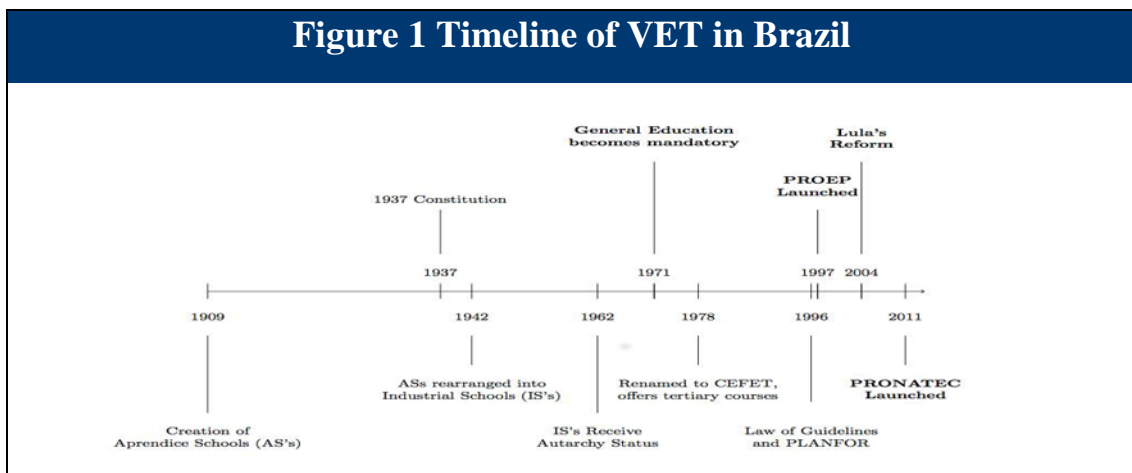 Figure 1 Timeline of VET in Brazil
General Education
becomes mandatory
Lula's
Reform
PROEP
Launched
1937 Constitution
1937
1971
1997
2004
1909
1942
1962
1978
1996
2011
ASs rearranged into
Industrial Schools (IS's)
Renamed to CEFET,
offers tertiary courses
PRONATEC
Launched
Creation of
Aprendice Schools (AS's)
IS's Receive
Autarchy Status
Law of Guidelines
and PLANFOR